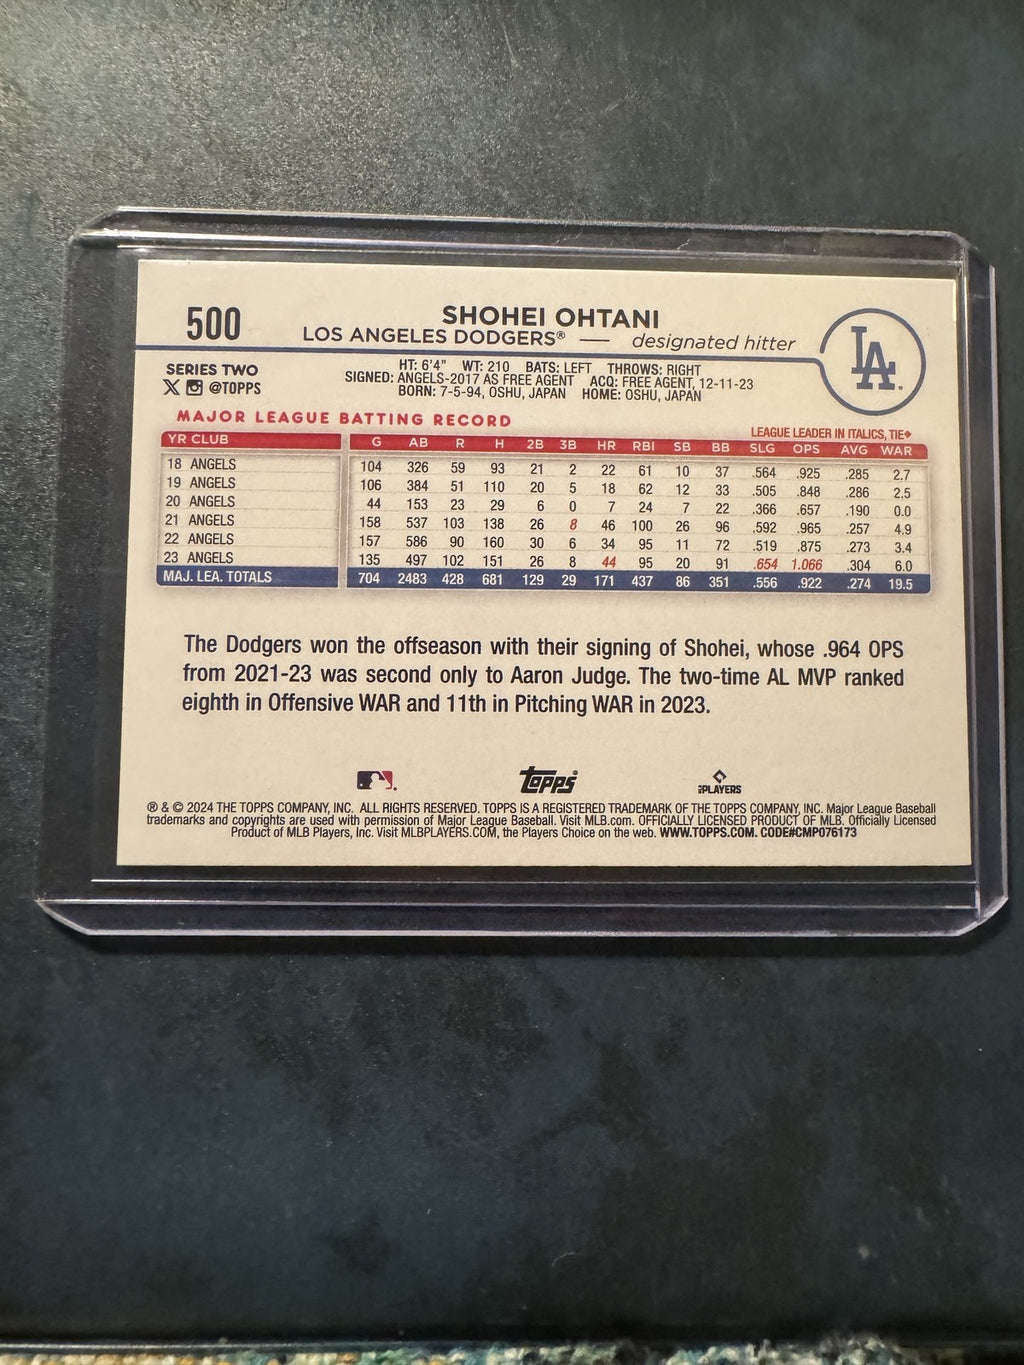 500
SHOHEI OHTANI
LOS ANGELES DODGERS® — designated hitter
LA
SERIES TWO
X @TOPPS
HT: 6'4" WT: 210 BATS: LEFT THROWS: RIGHT
SIGNED: ANGELS-2017 AS FREE AGENT ACQ: FREE AGENT, 12-11-23
BORN: 7-5-94, OSHU, JAPAN HOME: OSHU, JAPAN
MAJOR LEAGUE BATTING RECORD
LEAGUE LEADER IN ITALICS, TIE◆
YR CLUB G AB R H 2B 3B HR RBI SB BB SLG OPS AVG WAR
18 ANGELS 104 326 59 93 21 2 22 61 10 37 .564 .925 .285 2.7
19 ANGELS 106 384 51 110 20 5 18 62 12 33 .505 .848 .286 2.5
20 ANGELS 44 153 23 29 6 0 7 24 7 22 .366 .657 .190 0.0
21 ANGELS 158 537 103 138 26 8 46 100 26 96 .592 .965 .257 4.9
22 ANGELS 157 586 90 160 30 6 34 95 11 72 .519 .875 .273 3.4
23 ANGELS 135 497 102 151 26 8 44 95 20 91 .654 1.066 .304 6.0
MAJ. LEA. TOTALS 704 2483 428 681 129 29 171 437 86 351 .556 .922 .274 19.5
The Dodgers won the offseason with their signing of Shohei, whose .964 OPS
from 2021-23 was second only to Aaron Judge. The two-time AL MVP ranked
eighth in Offensive WAR and 11th in Pitching WAR in 2023.
topps
PLAYERS
® & © 2024 THE TOPPS COMPANY, INC. ALL RIGHTS RESERVED. TOPPS IS A REGISTERED TRADEMARK OF THE TOPPS COMPANY, INC. Major League Baseball
trademarks and copyrights are used with permission of Major League Baseball. Visit MLB.com. OFFICIALLY LICENSED PRODUCT OF MLB. Officially Licensed
Product of MLB Players, Inc. Visit MLBPLAYERS.COM, the Players Choice on the web. WWW.TOPPS.COM. CODE#CMP076173